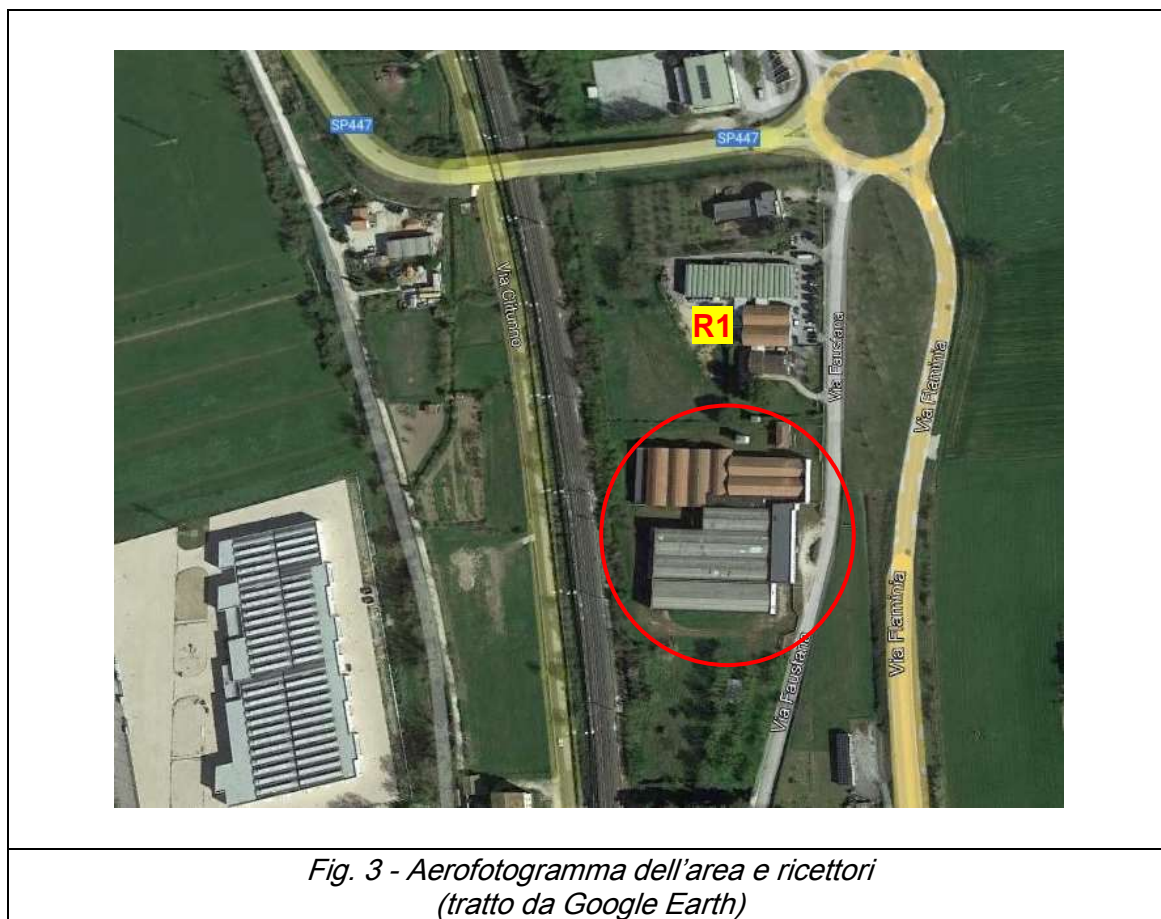 SP447
SP447
Via Clitunno
R1
Via Faustana
Via Flaminia
Via Flaminia
Via Faustana
Fig. 3 - Aerofotogramma dell'area e ricettori
(tratto da Google Earth)